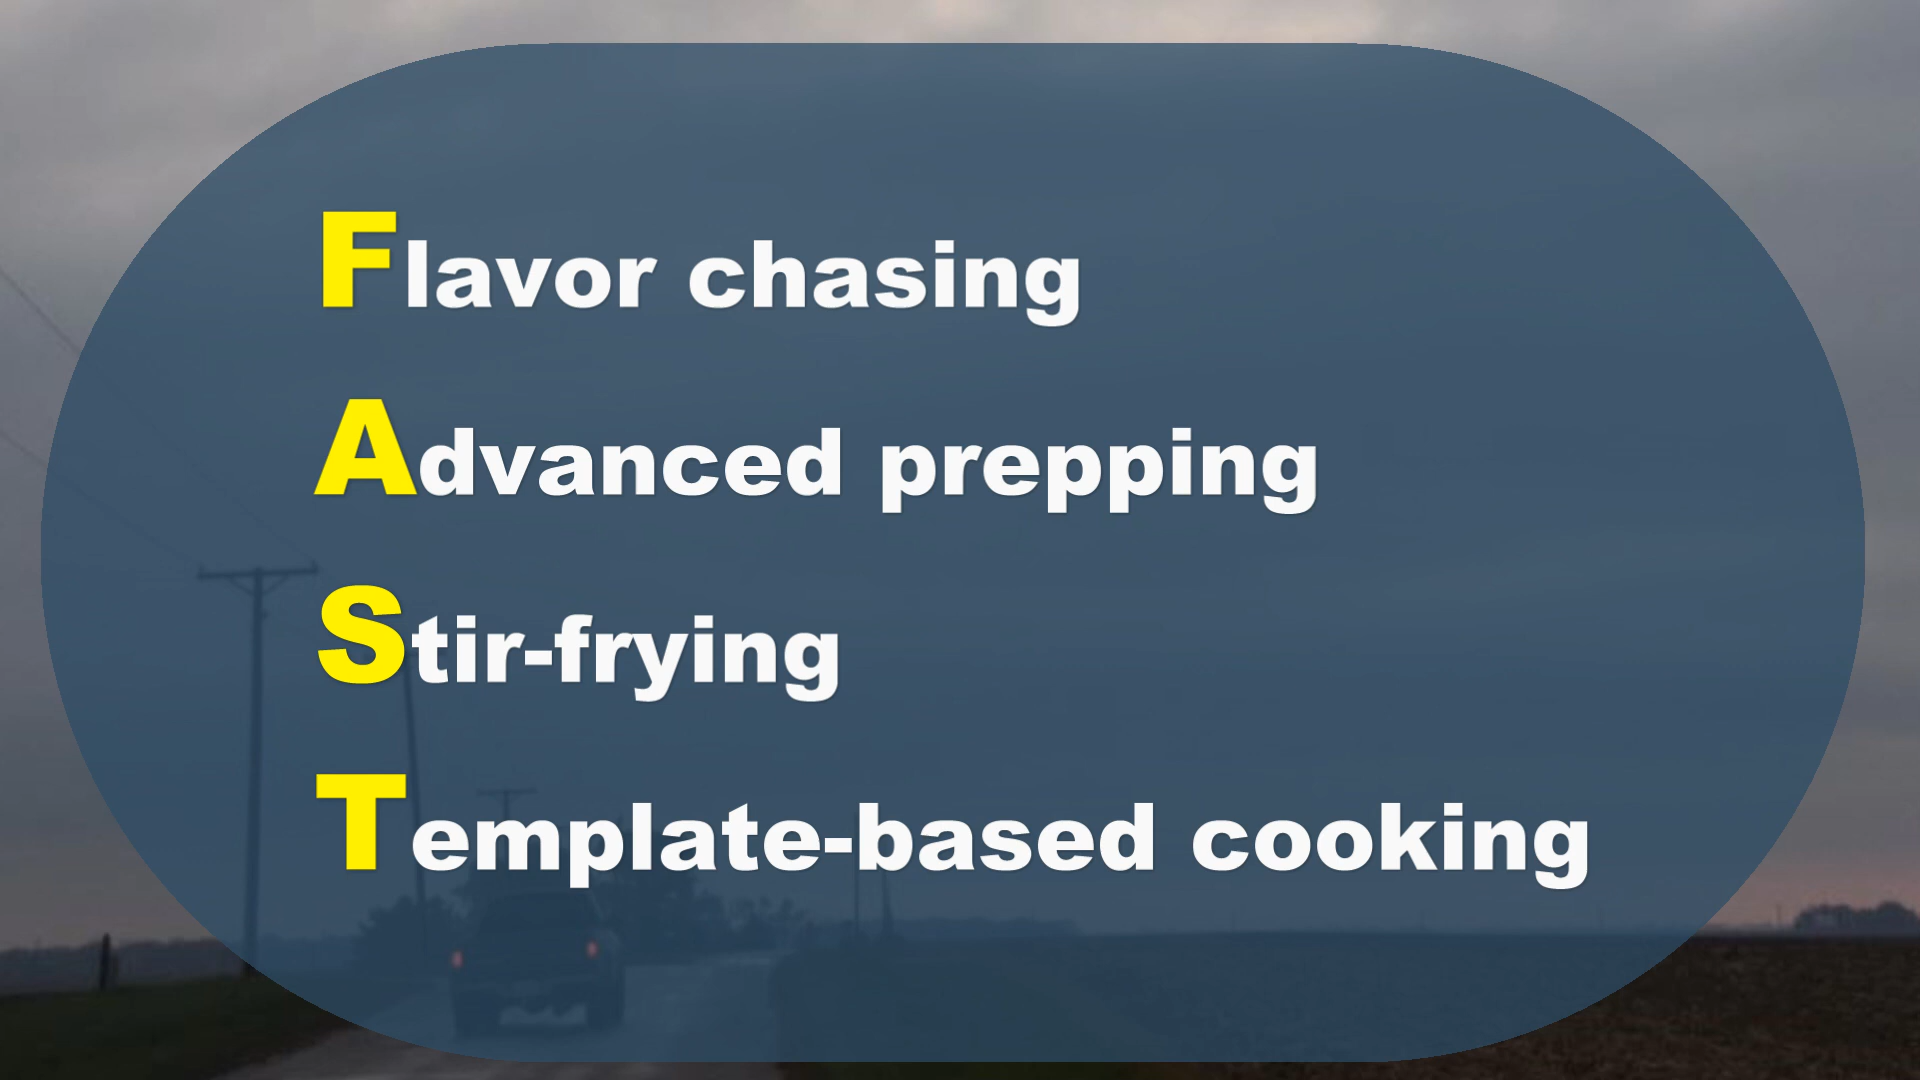 Flavor chasing
Advanced prepping
Stir-frying
Template-based cooking